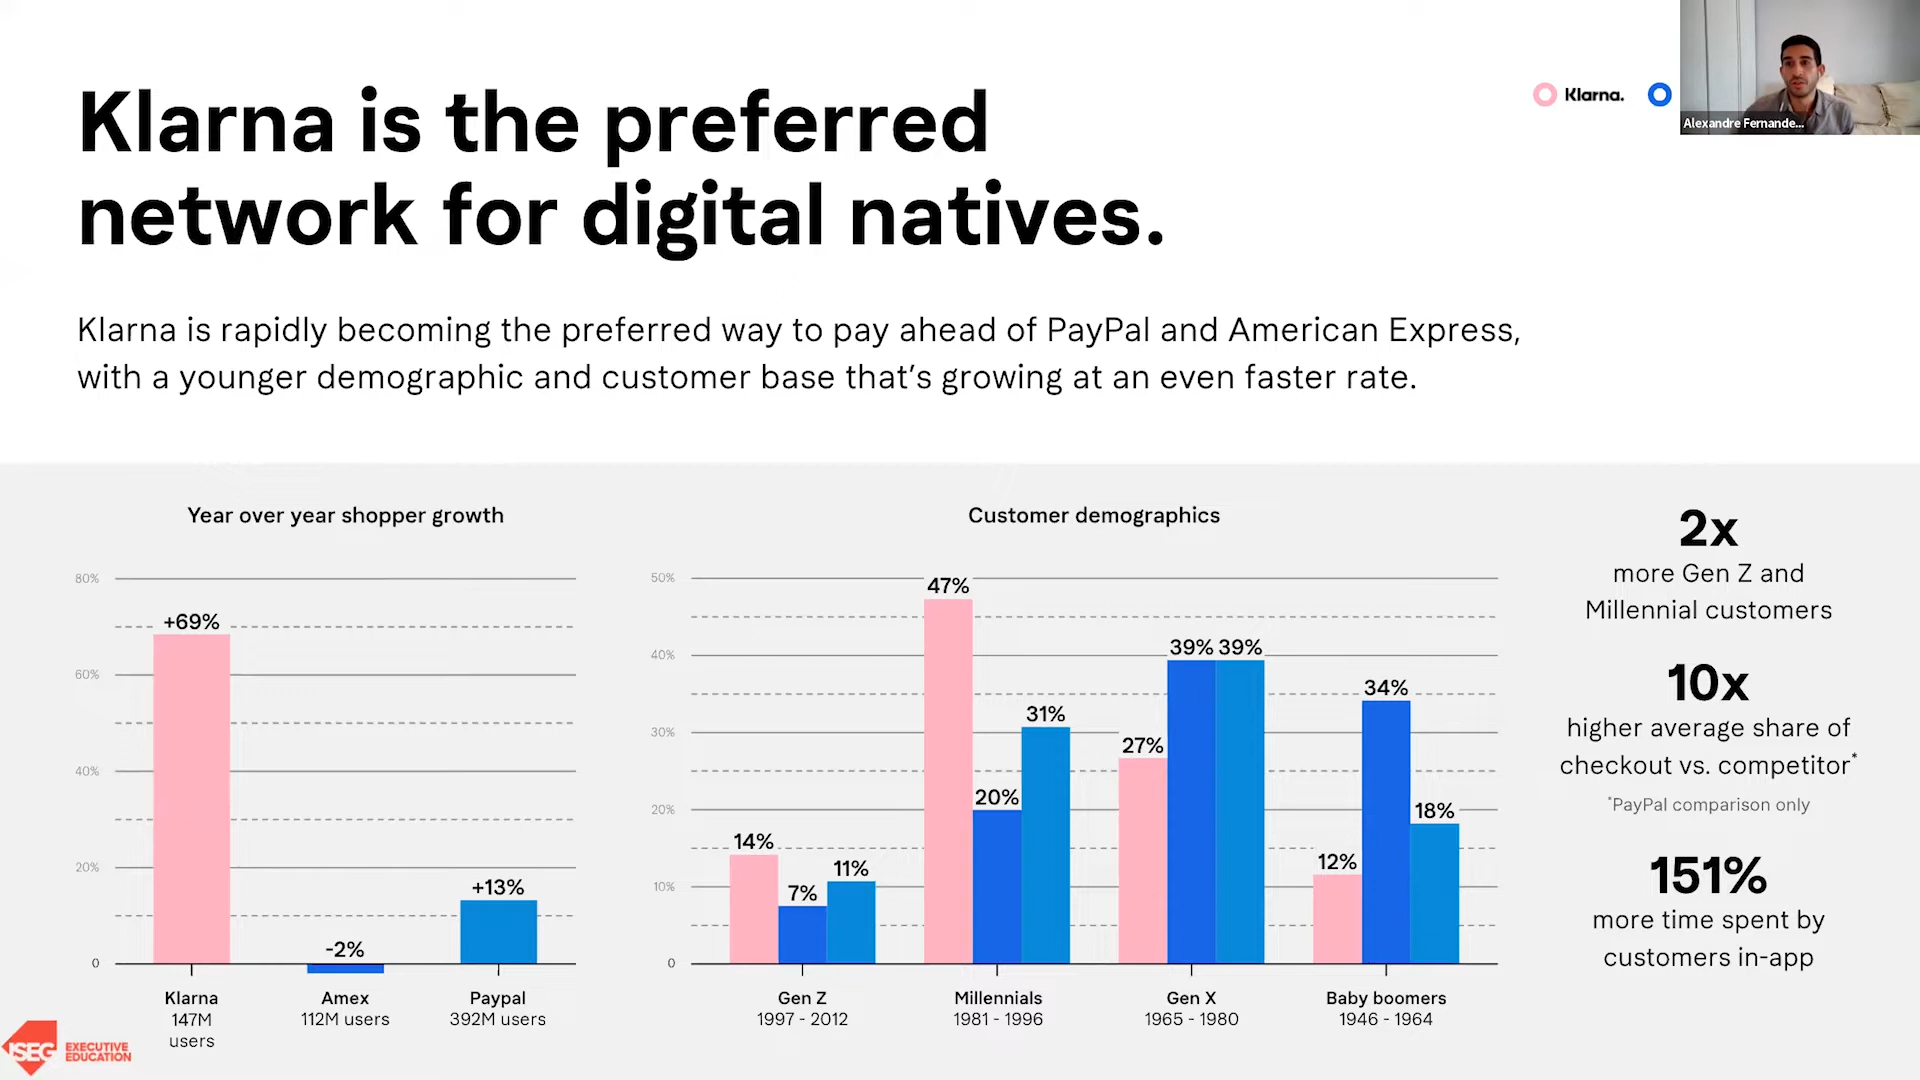 Klarna is the preferred
network for digital natives.
Klarna.
Alexandre Fernande...
Klarna is rapidly becoming the preferred way to pay ahead of PayPal and American Express,
with a younger demographic and customer base that's growing at an even faster rate.
Year over year shopper growth
80%
60%
40%
20%
0
+69%
-2%
+13%
Klarna
147M
users
Amex
112M users
Paypal
392M users
Customer demographics
50%
40%
30%
20%
10%
0
14%
7%
11%
47%
20%
31%
27%
39%
39%
12%
34%
18%
Gen Z
1997 - 2012
Millennials
1981 - 1996
Gen X
1965 - 1980
Baby boomers
1946 - 1964
2x
more Gen Z and
Millennial customers
10x
higher average share of
checkout vs. competitor*
*PayPal comparison only
151%
more time spent by
customers in-app
ISEG
EXECUTIVE
EDUCATION